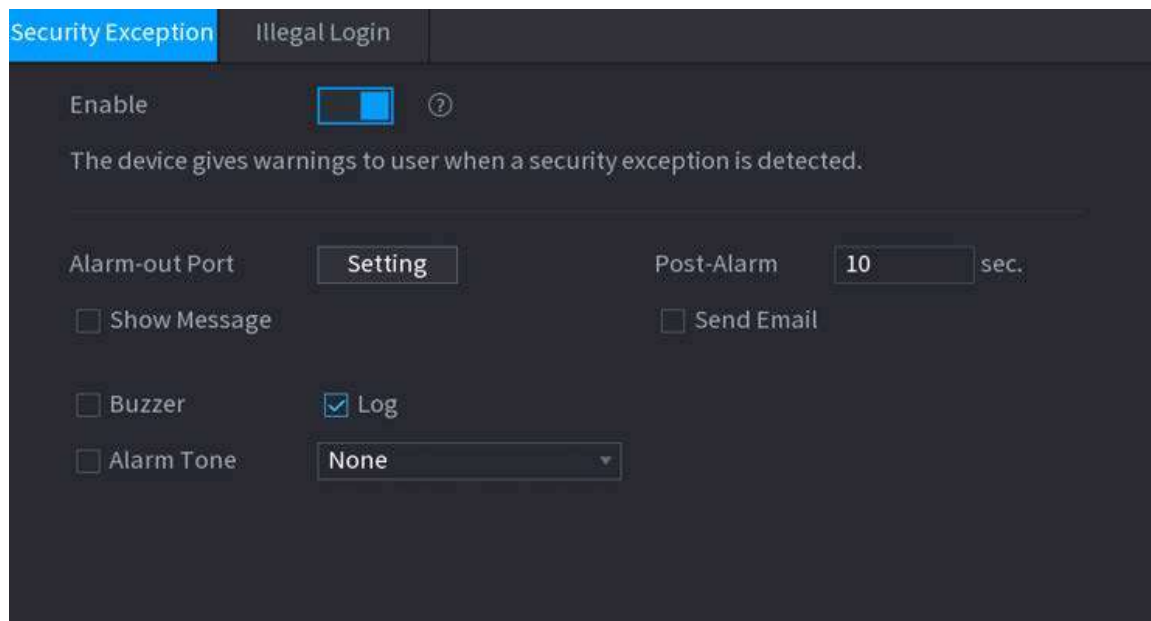 Security Exception Illegal Login
Enable ?
The device gives warnings to user when a security exception is detected.
Alarm-out Port Setting Post-Alarm 10 sec.
Show Message Send Email
Buzzer Log
Alarm Tone None